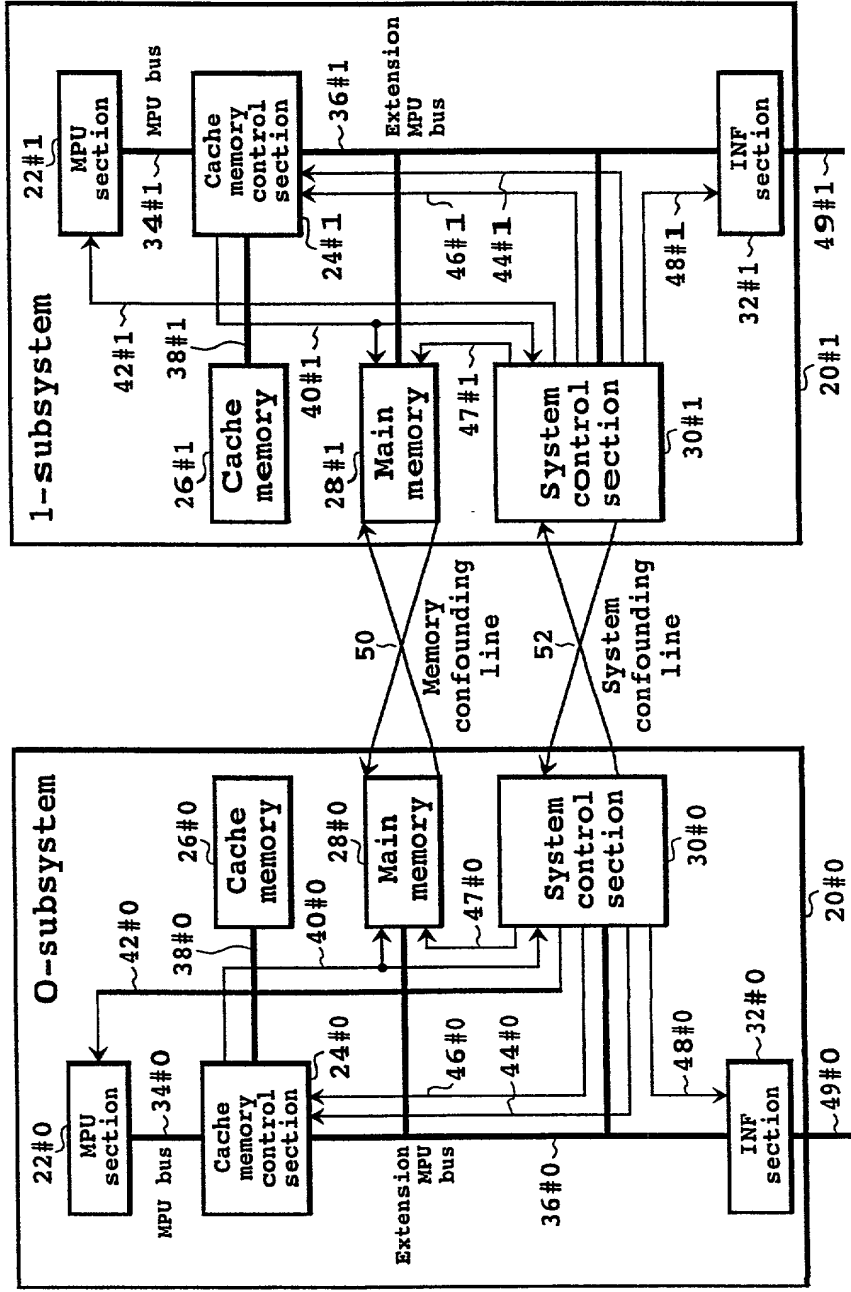 0-subsystem
22#0
MPU
section
34#0
MPU bus
42#0
Cache
memory
control
section
24#0
38#0
26#0
Cache
memory
40#0
28#0
Main
memory
Extension
MPU
bus
46#0
44#0
47#0
36#0
System
control
section
30#0
48#0
INF
section
32#0
49#0
20#0
50
Memory
confounding
line
52
System
confounding
line
1-subsystem
22#1
MPU
section
34#1
MPU bus
42#1
Cache
memory
control
section
24#1
36#1
38#1
26#1
Cache
memory
40#1
28#1
Main
memory
Extension
MPU
bus
46#1
44#1
47#1
System
control
section
30#1
48#1
INF
section
32#1
49#1
20#1